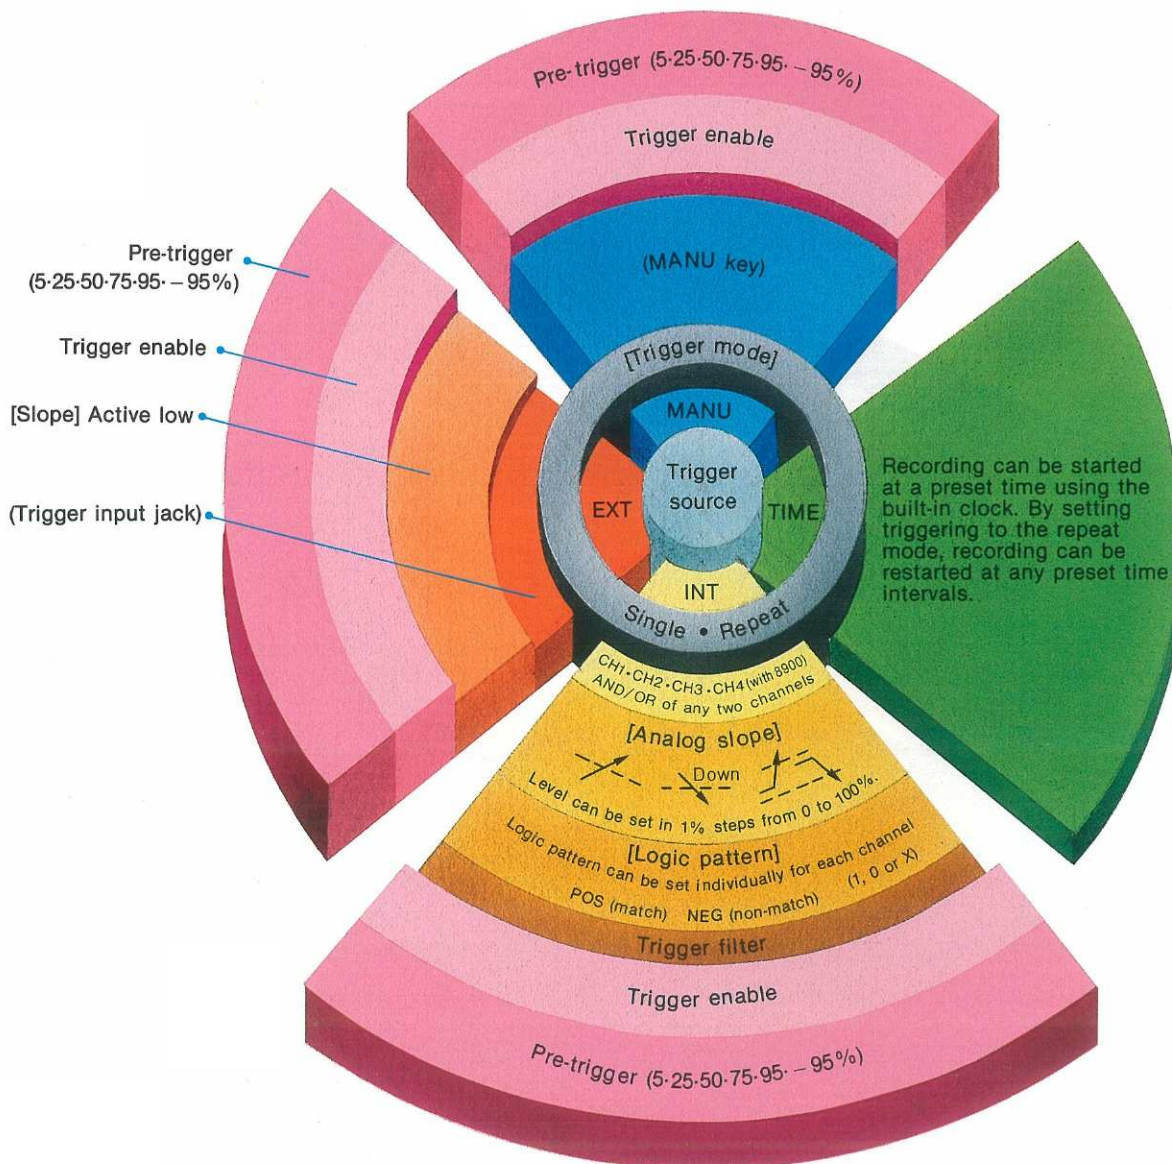 Pre-trigger (5·25·50·75·95·–95%)
Trigger enable
(MANU key)
Pre-trigger
(5·25·50·75·95·–95%)
Trigger enable
[Slope] Active low
(Trigger input jack)
[Trigger mode]
MANU
Trigger
source
EXT
TIME
INT
Single • Repeat
Recording can be started
at a preset time using the
built-in clock. By setting
triggering to the repeat
mode, recording can be
restarted at any preset time
intervals.
CH1•CH2•CH3•CH4 (with 8900)
AND/OR of any two channels
[Analog slope]
Down
Level can be set in 1% steps from 0 to 100%.
[Logic pattern]
Logic pattern can be set individually for each channel
(1, 0 or X)
POS (match) NEG (non-match)
Trigger filter
Trigger enable
Pre-trigger (5·25·50·75·95·–95%)